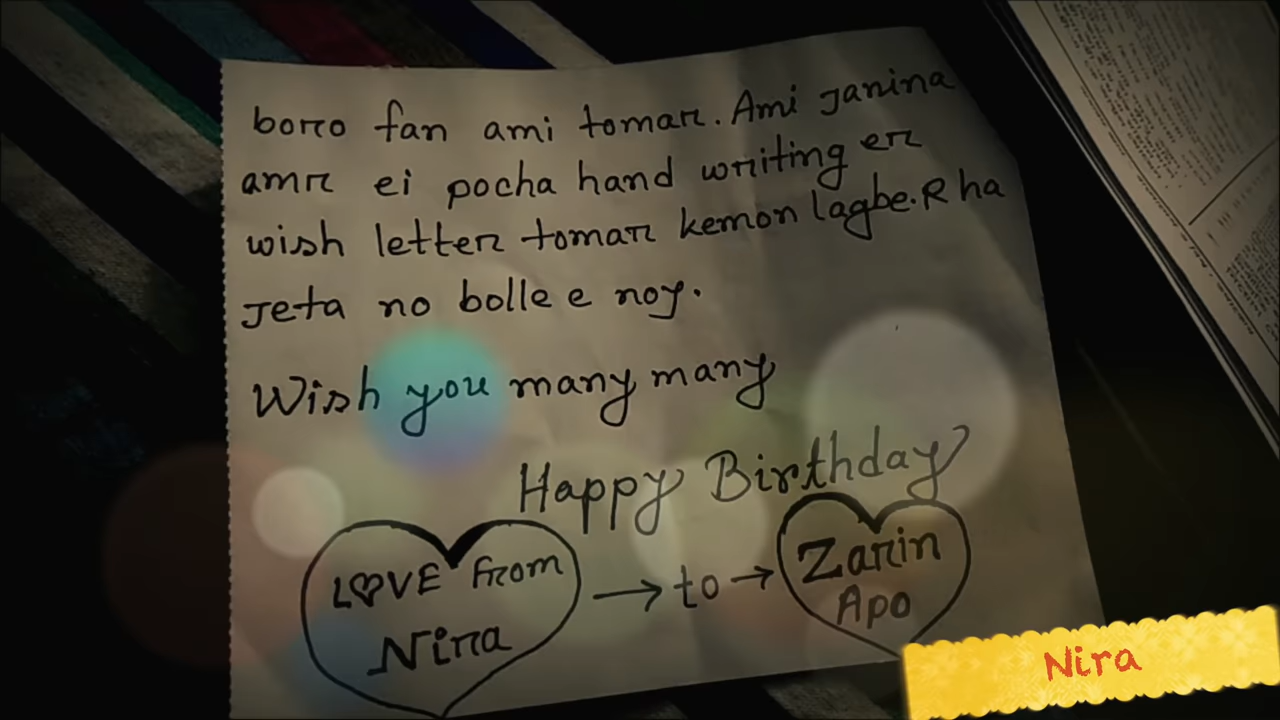 boro fan ami tomar. Ami janina
amr ei pocha hand writing er
wish letter tomar kemon lagbe. R ha
jeta no bolle e noy.
Wish you many many
Happy Birthday
LOVE From
Nira
→ to →
Zarin
Apo
Nira